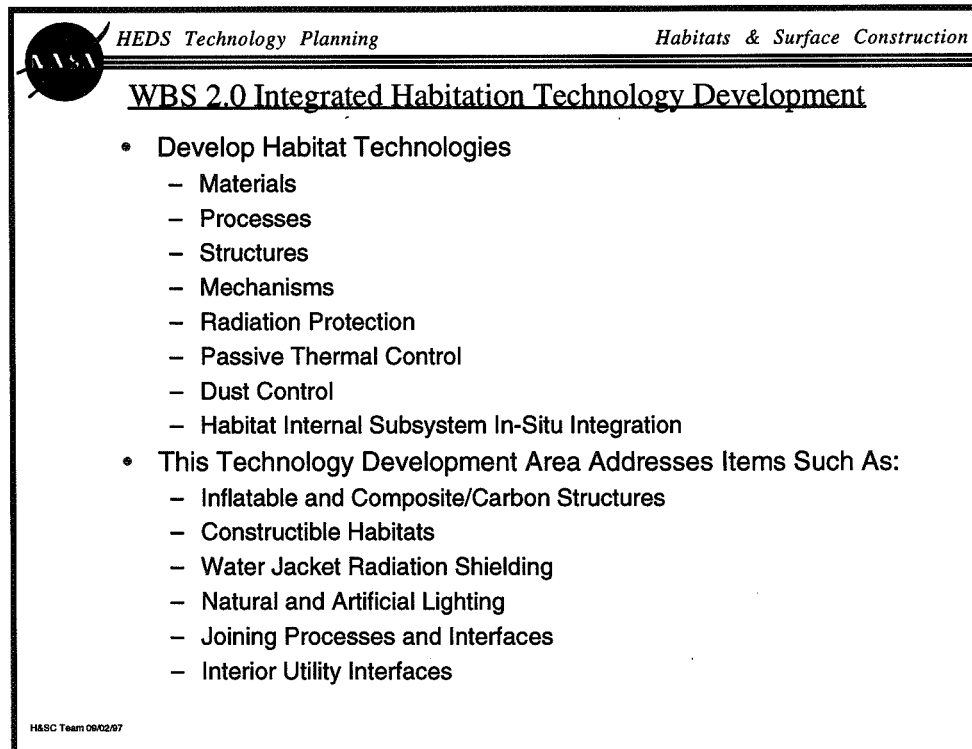 NASA
HEDS Technology Planning
Habitats & Surface Construction
WBS 2.0 Integrated Habitation Technology Development
• Develop Habitat Technologies
– Materials
– Processes
– Structures
– Mechanisms
– Radiation Protection
– Passive Thermal Control
– Dust Control
– Habitat Internal Subsystem In-Situ Integration
• This Technology Development Area Addresses Items Such As:
– Inflatable and Composite/Carbon Structures
– Constructible Habitats
– Water Jacket Radiation Shielding
– Natural and Artificial Lighting
– Joining Processes and Interfaces
– Interior Utility Interfaces
H&SC Team 09/02/97